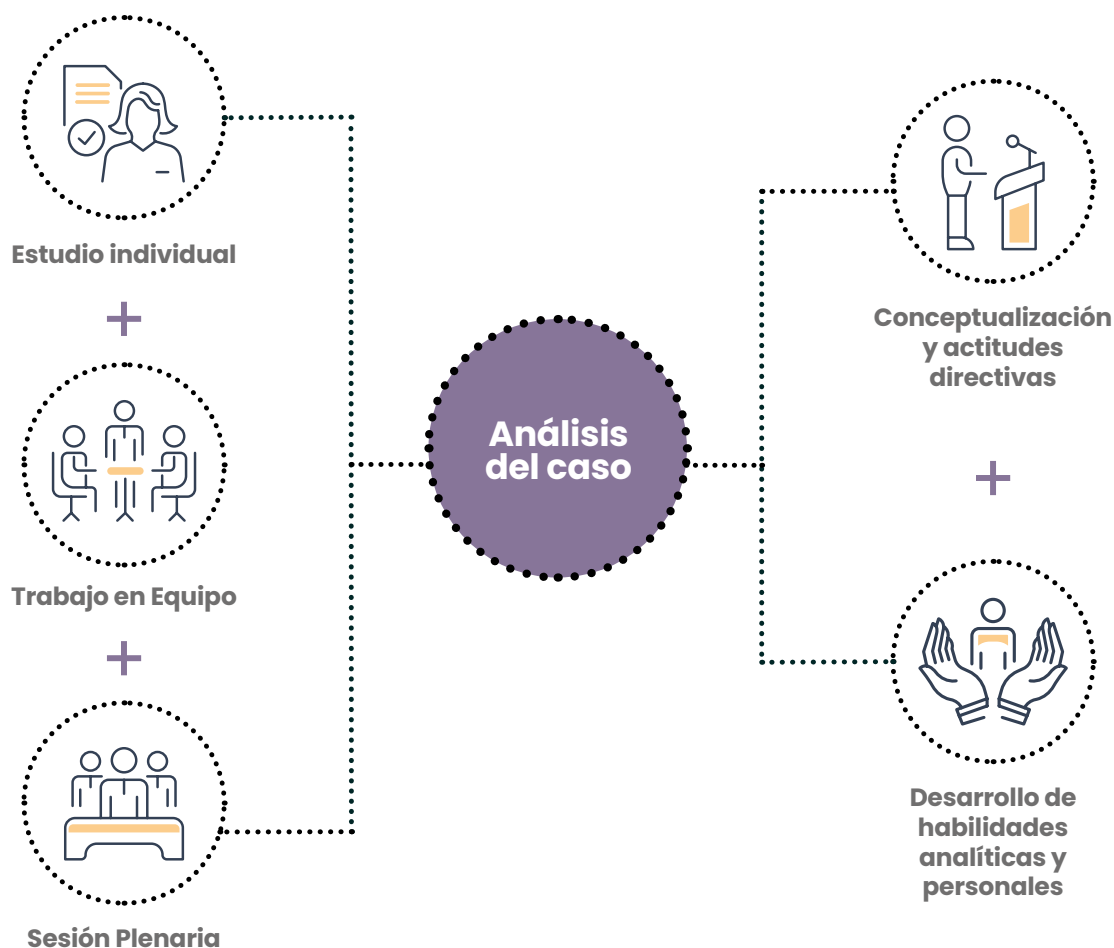 Estudio individual
+
Trabajo en Equipo
+
Sesión Plenaria
Análisis
del caso
Conceptualización
y actitudes
directivas
+
Desarrollo de
habilidades
analíticas y
personales